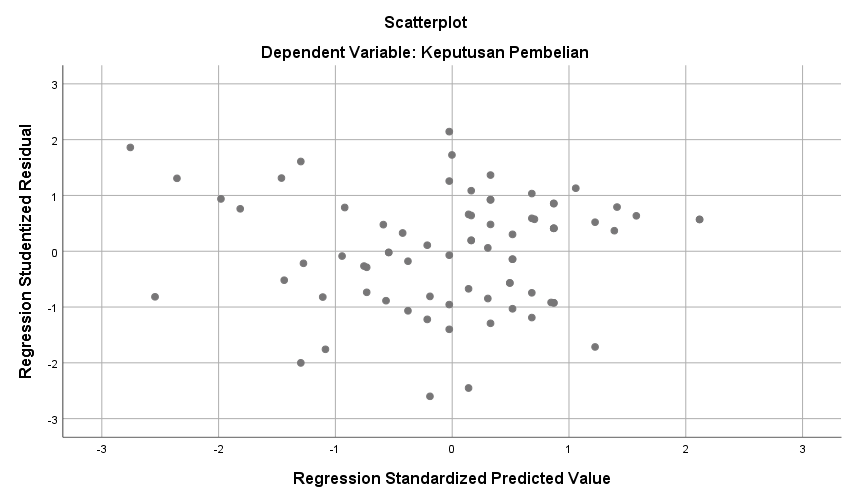 Scatterplot
Dependent Variable: Keputusan Pembelian
Regression Studentized Residual
3
2
1
0
-1
-2
-3
-3 -2 -1 0 1 2 3
Regression Standardized Predicted Value